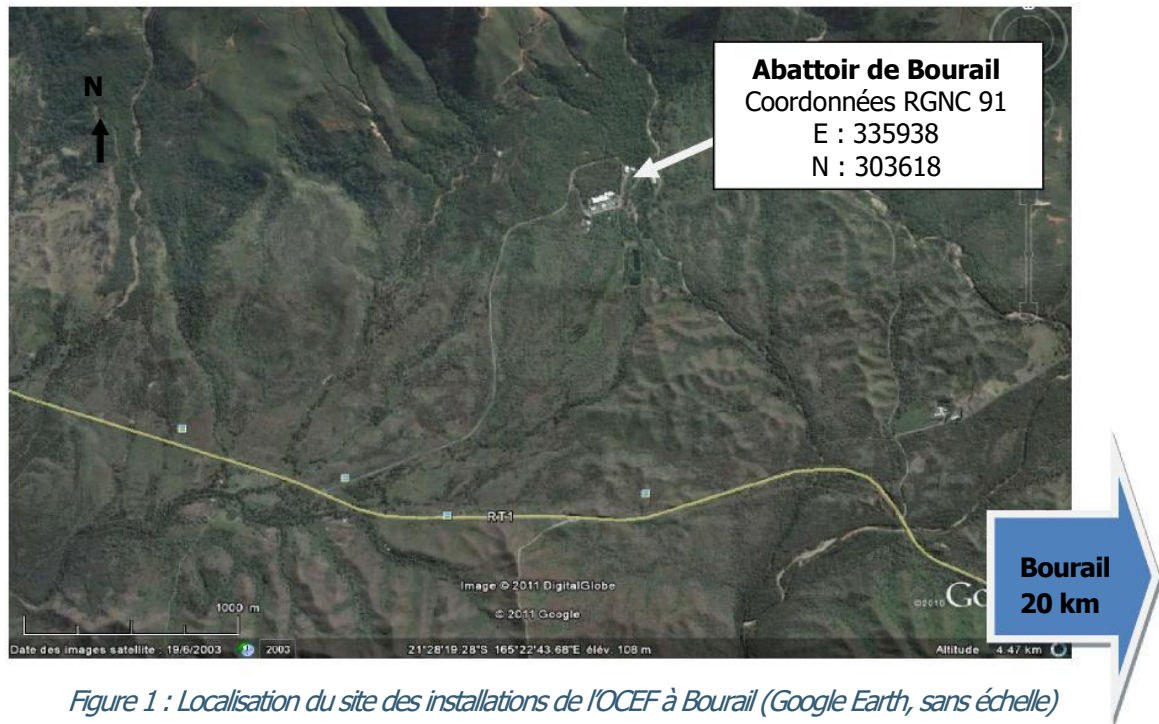 N
Abattoir de Bourail
Coordonnées RGNC 91
E : 335938
N : 303618
RT1
Bourail
20 km
Image © 2011 DigitalGlobe
© 2011 Google
©2010 Go
1000 m
Date des images satellite : 19/6/2003 2003 21°28'19.28"S 165°22'43.68"E élév. 108 m Altitude 4.47 km
Figure 1 : Localisation du site des installations de l'OCEF à Bourail (Google Earth, sans échelle)